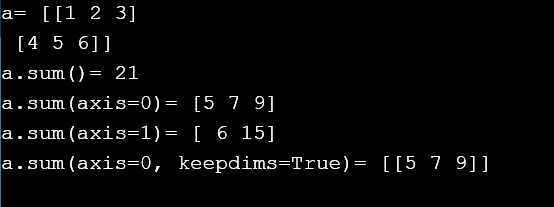 a= [[1 2 3]
 [4 5 6]]
a.sum()= 21
a.sum(axis=0)= [5 7 9]
a.sum(axis=1)= [ 6 15]
a.sum(axis=0, keepdims=True)= [[5 7 9]]